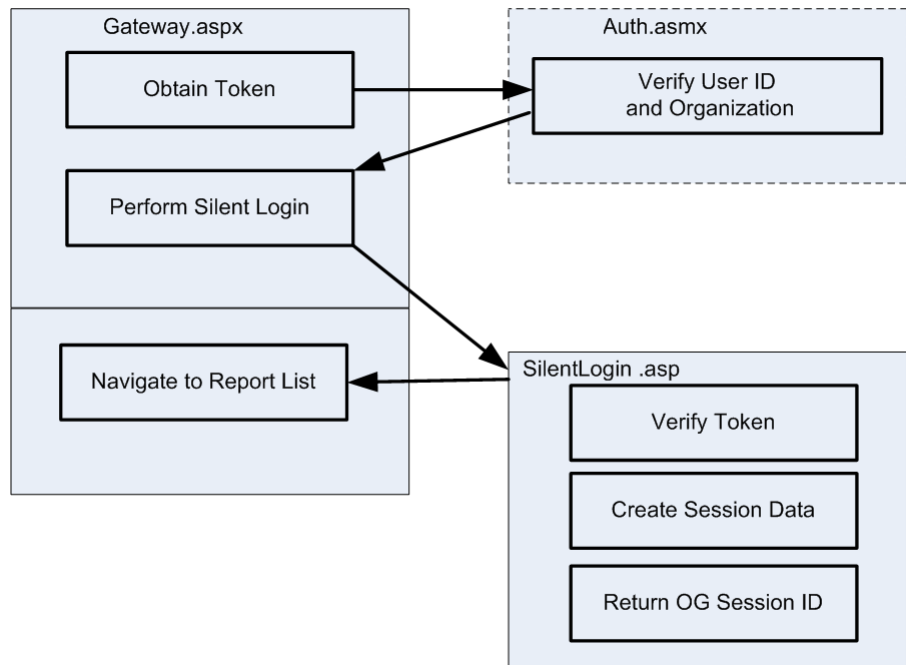 Gateway.aspx
Obtain Token
Perform Silent Login
Navigate to Report List
Auth.asmx
Verify User ID
and Organization
SilentLogin .asp
Verify Token
Create Session Data
Return OG Session ID